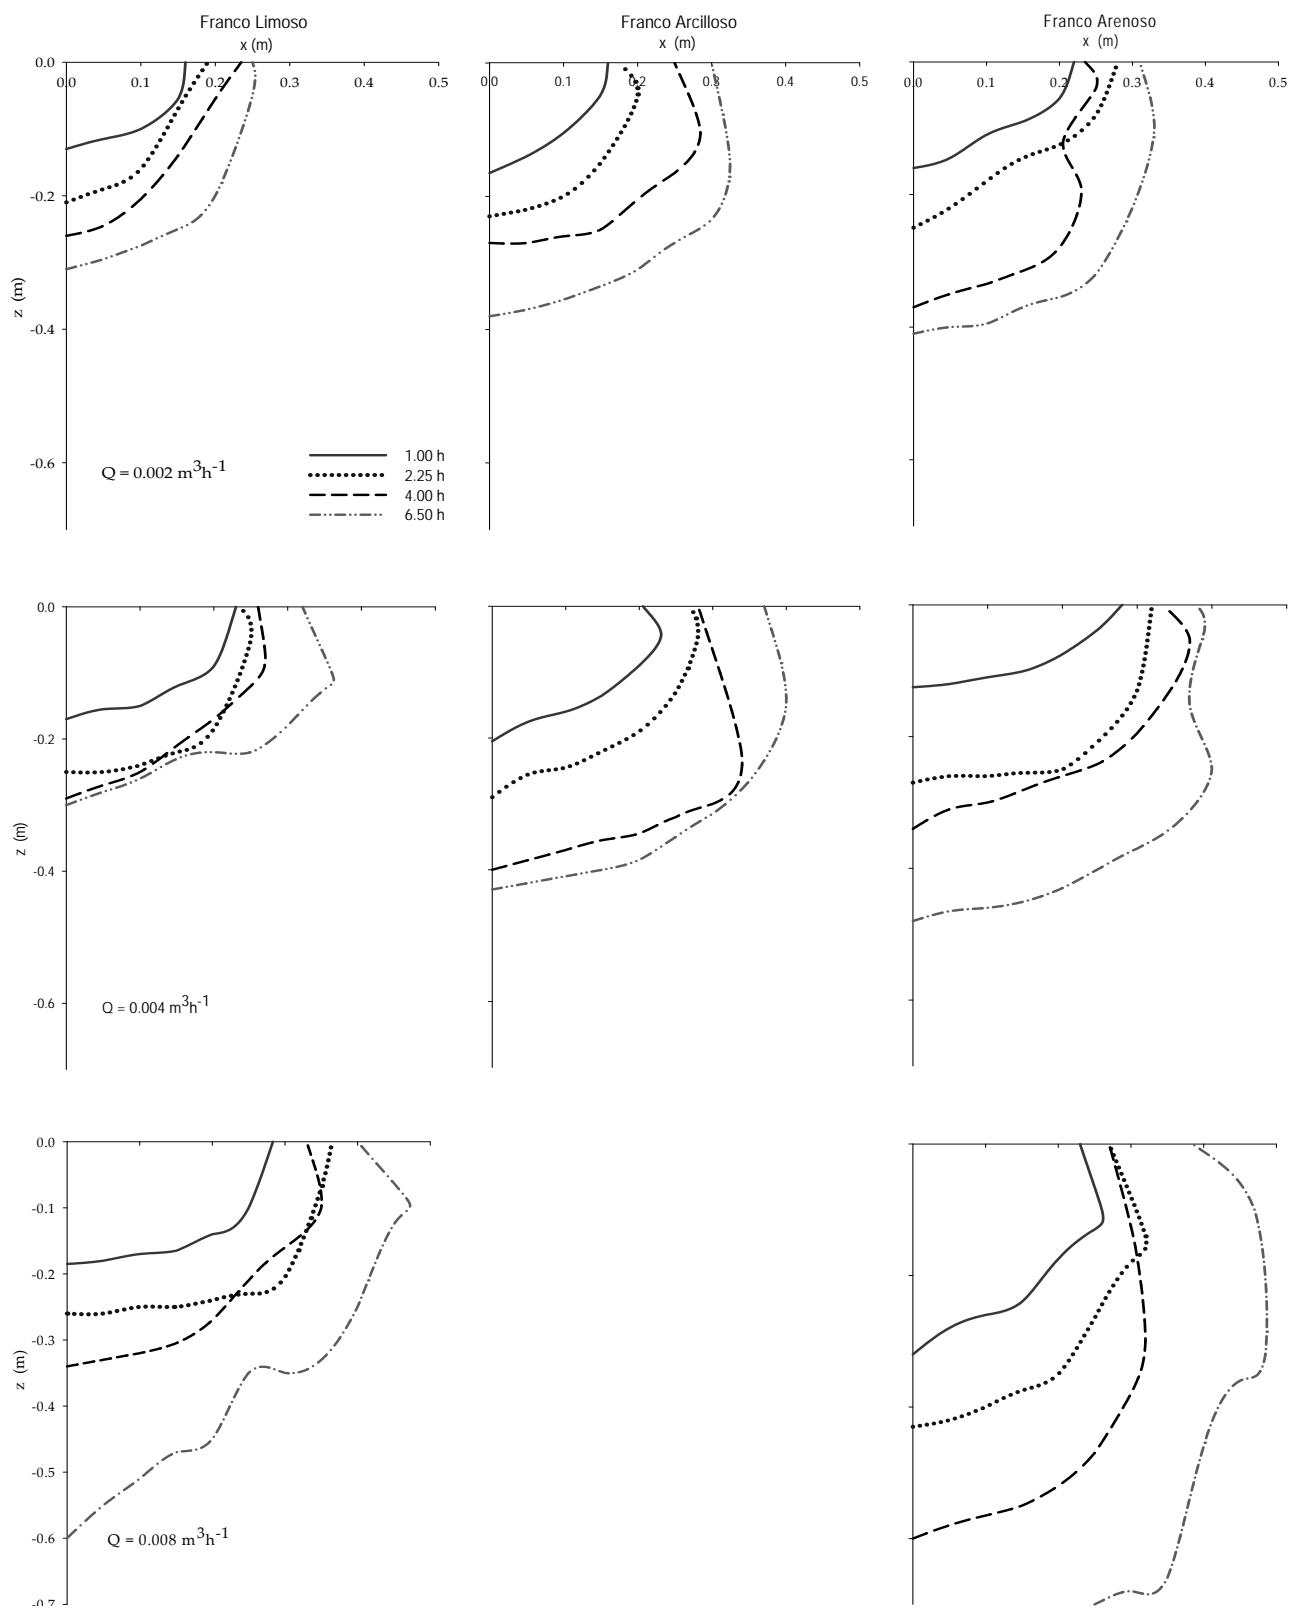 Franco Limoso
x (m)
Franco Arcilloso
x (m)
Franco Arenoso
x (m)
0.0
0.0 0.1 0.2 0.3 0.4 0.5
0.0 0.1 0.2 0.3 0.4 0.5
0.0 0.1 0.2 0.3 0.4 0.5
-0.2
z (m)
-0.4
-0.6
Q = 0.002 m3h-1
1.00 h
2.25 h
4.00 h
6.50 h
0.0
-0.2
z (m)
-0.4
-0.6
Q = 0.004 m3h-1
0.0
-0.1
-0.2
-0.3
z (m)
-0.4
-0.5
-0.6
Q = 0.008 m3h-1
-0.7